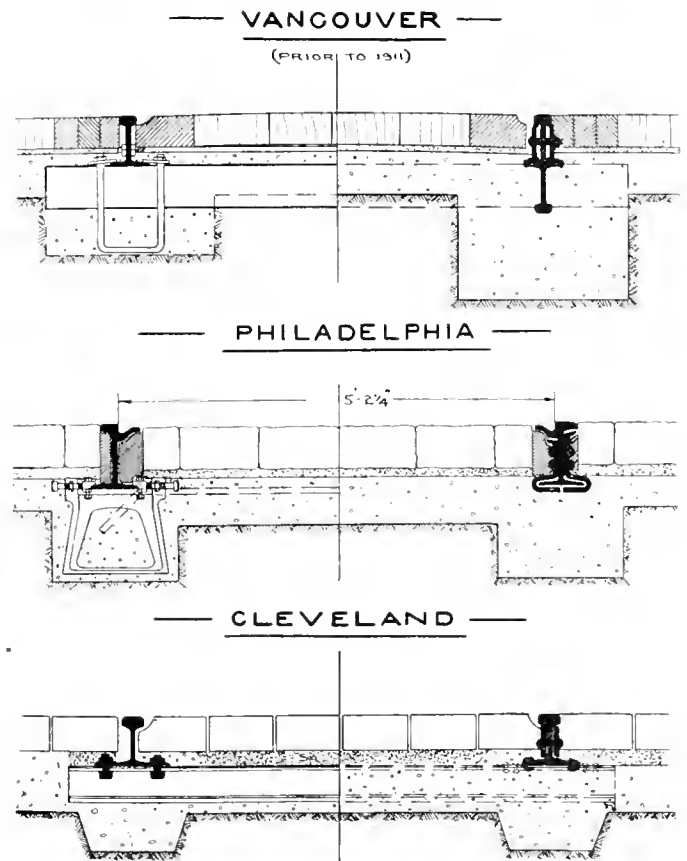 VANCOUVER
(PRIOR TO 1911)
PHILADELPHIA
5'-2¼"
CLEVELAND